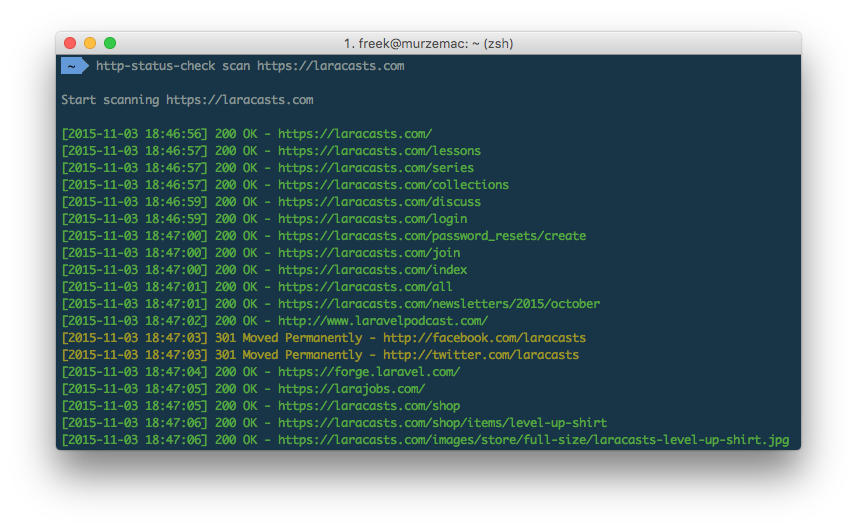 1. freek@murzemac: ~ (zsh)
~ http-status-check scan https://laracasts.com
Start scanning https://laracasts.com
[2015-11-03 18:46:56] 200 OK - https://laracasts.com/
[2015-11-03 18:46:57] 200 OK - https://laracasts.com/lessons
[2015-11-03 18:46:57] 200 OK - https://laracasts.com/series
[2015-11-03 18:46:57] 200 OK - https://laracasts.com/collections
[2015-11-03 18:46:59] 200 OK - https://laracasts.com/discuss
[2015-11-03 18:46:59] 200 OK - https://laracasts.com/login
[2015-11-03 18:47:00] 200 OK - https://laracasts.com/password_resets/create
[2015-11-03 18:47:00] 200 OK - https://laracasts.com/join
[2015-11-03 18:47:00] 200 OK - https://laracasts.com/index
[2015-11-03 18:47:01] 200 OK - https://laracasts.com/all
[2015-11-03 18:47:01] 200 OK - https://laracasts.com/newsletters/2015/october
[2015-11-03 18:47:02] 200 OK - http://www.laravelpodcast.com/
[2015-11-03 18:47:03] 301 Moved Permanently - http://facebook.com/laracasts
[2015-11-03 18:47:03] 301 Moved Permanently - http://twitter.com/laracasts
[2015-11-03 18:47:04] 200 OK - https://forge.laravel.com/
[2015-11-03 18:47:05] 200 OK - https://larajobs.com/
[2015-11-03 18:47:05] 200 OK - https://laracasts.com/shop
[2015-11-03 18:47:06] 200 OK - https://laracasts.com/shop/items/level-up-shirt
[2015-11-03 18:47:06] 200 OK - https://laracasts.com/images/store/full-size/laracasts-level-up-shirt.jpg